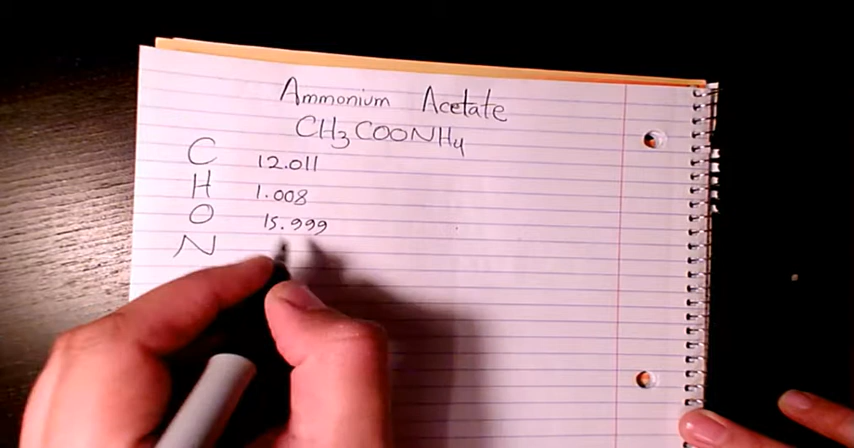 Ammonium Acetate
CH3COONH4
C 12.011
H 1.008
O 15.999
N